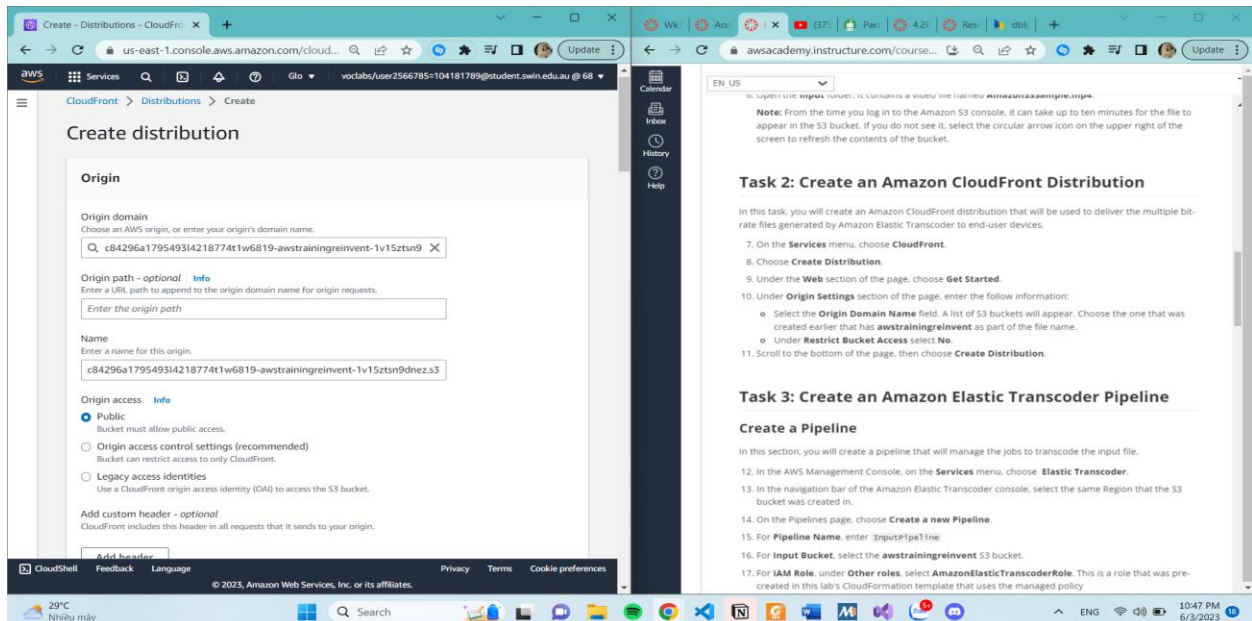 Create - Distributions - CloudFro
us-east-1.console.aws.amazon.com/cloud...
Update
aws
Services
Glo
voclabs/user2566785=104181789@student.swin.edu.au @ 68
CloudFront > Distributions > Create
Create distribution
Origin
Origin domain
Choose an AWS origin, or enter your origin's domain name.
c84296a1795493l4218774t1w6819-awstrainingreinvent-1v15ztsn9
Origin path - optional
Info
Enter a URL path to append to the origin domain name for origin requests.
Enter the origin path
Name
Enter a name for this origin.
c84296a1795493l4218774t1w6819-awstrainingreinvent-1v15ztsn9dnez.s3
Origin access
Info
Public
Bucket must allow public access.
Origin access control settings (recommended)
Bucket can restrict access to only CloudFront.
Legacy access identities
Use a CloudFront origin access identity (OAI) to access the S3 bucket.
Add custom header - optional
CloudFront includes this header in all requests that it sends to your origin.
Add header
CloudShell
Feedback
Language
Privacy
Terms
Cookie preferences
© 2023, Amazon Web Services, Inc. or its affiliates.
Wk
Acc
(37
Para
4.2F
Res
dbl
awsacademy.instructure.com/course...
Update
Calendar
Inbox
History
Help
EN_US
6. Open the input folder. It contains a video file named AmazonS3Sample.mp4.
Note: From the time you log in to the Amazon S3 console, it can take up to ten minutes for the file to
appear in the S3 bucket. If you do not see it, select the circular arrow icon on the upper right of the
screen to refresh the contents of the bucket.
Task 2: Create an Amazon CloudFront Distribution
In this task, you will create an Amazon CloudFront distribution that will be used to deliver the multiple bit-
rate files generated by Amazon Elastic Transcoder to end-user devices.
7. On the Services menu, choose CloudFront.
8. Choose Create Distribution.
9. Under the Web section of the page, choose Get Started.
10. Under Origin Settings section of the page, enter the follow information:
Select the Origin Domain Name field. A list of S3 buckets will appear. Choose the one that was
created earlier that has awstrainingreinvent as part of the file name.
Under Restrict Bucket Access select No.
11. Scroll to the bottom of the page, then choose Create Distribution.
Task 3: Create an Amazon Elastic Transcoder Pipeline
Create a Pipeline
In this section, you will create a pipeline that will manage the jobs to transcode the input file.
12. In the AWS Management Console, on the Services menu, choose Elastic Transcoder.
13. In the navigation bar of the Amazon Elastic Transcoder console, select the same Region that the S3
bucket was created in.
14. On the Pipelines page, choose Create a new Pipeline.
15. For Pipeline Name, enter InputPipeline
16. For Input Bucket, select the awstrainingreinvent S3 bucket.
17. For IAM Role, under Other roles, select AmazonElasticTranscoderRole. This is a role that was pre-
created in this lab's CloudFormation template that uses the managed policy
29°C
Nhiều mây
Search
ENG
10:47 PM
6/3/2023
18